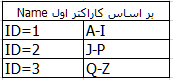 بر اساس کاراکتر اول Name
ID=1 A-I
ID=2 J-P
ID=3 Q-Z